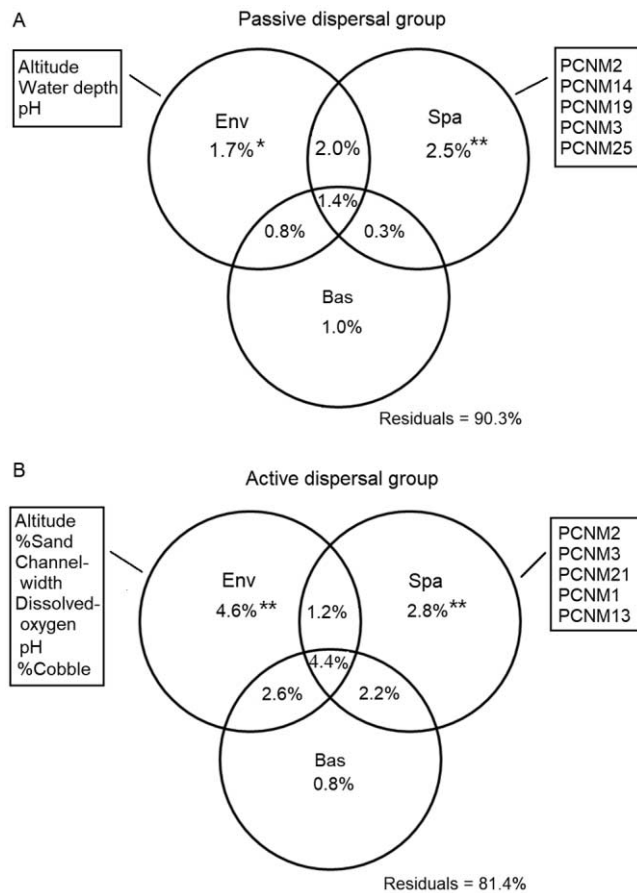 A
Passive dispersal group
Altitude
Water depth
pH
PCNM2
PCNM14
PCNM19
PCNM3
PCNM25
Env
1.7% *
2.0%
Spa
2.5% **
1.4%
0.8%
0.3%
Bas
1.0%
Residuals = 90.3%
B
Active dispersal group
Altitude
%Sand
Channel-
width
Dissolved-
oxygen
pH
%Cobble
PCNM2
PCNM3
PCNM21
PCNM1
PCNM13
Env
4.6% **
1.2%
Spa
2.8% **
4.4%
2.6%
2.2%
Bas
0.8%
Residuals = 81.4%